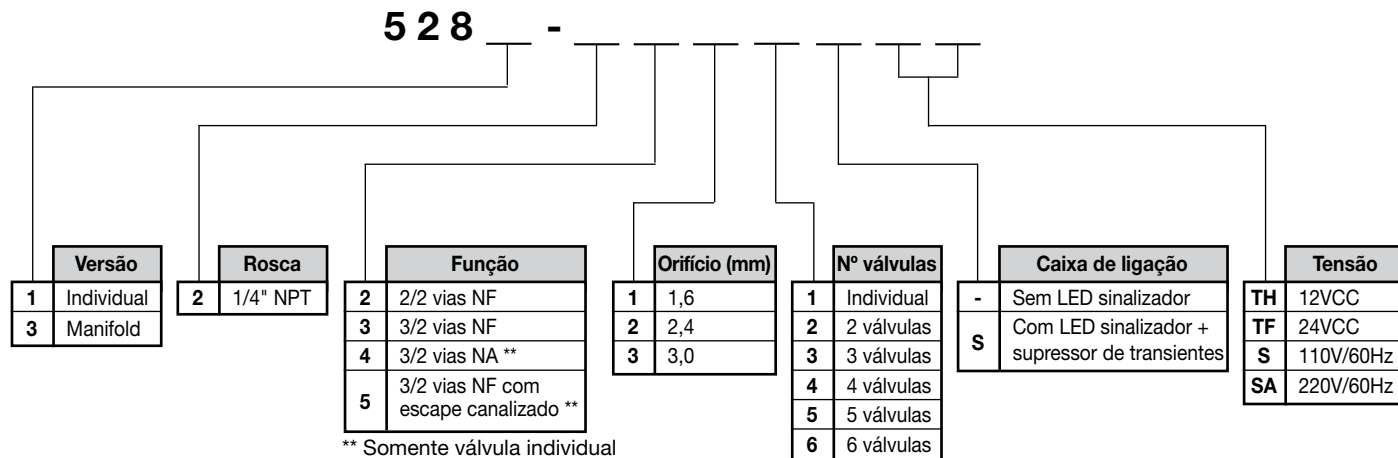 528 __ - __ __ __ __ __ __ __
Versão
1 Individual
3 Manifold
Rosca
2 1/4" NPT
Função
2 2/2 vias NF
3 3/2 vias NF
4 3/2 vias NA **
5 3/2 vias NF com
escape canalizado **
** Somente válvula individual
Orifício (mm)
1 1,6
2 2,4
3 3,0
Nº válvulas
1 Individual
2 2 válvulas
3 3 válvulas
4 4 válvulas
5 5 válvulas
6 6 válvulas
Caixa de ligação
- Sem LED sinalizador
S Com LED sinalizador +
supressor de transientes
Tensão
TH 12VCC
TF 24VCC
S 110V/60Hz
SA 220V/60Hz